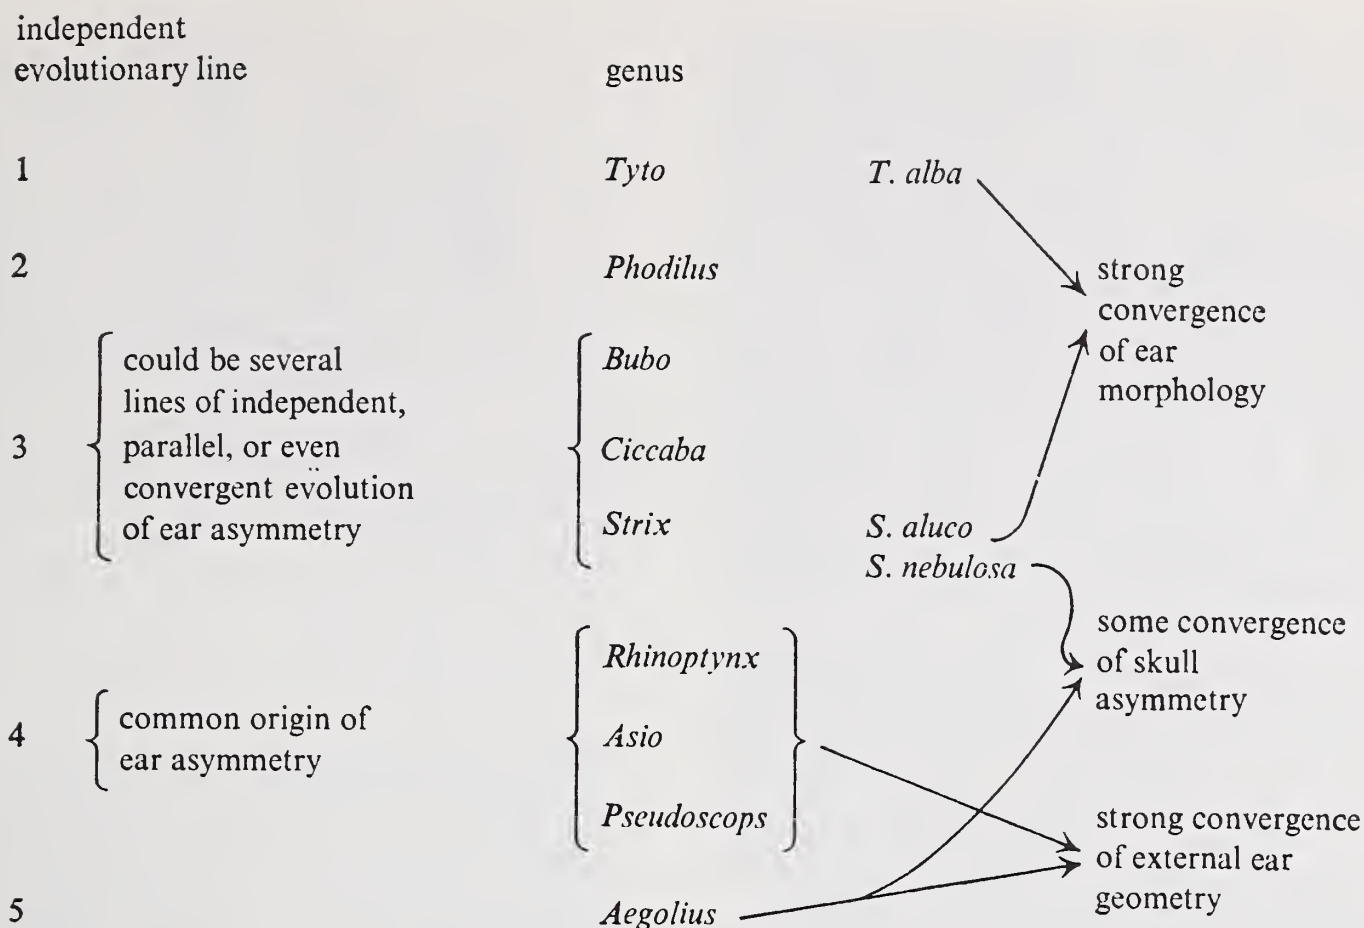 independent
evolutionary line
genus
1
Tyto
T. alba
2
Phodilus
strong
convergence
of ear
morphology
3
could be several
lines of independent,
parallel, or even
convergent evolution
of ear asymmetry
Bubo
Ciccaba
Strix
S. aluco
S. nebulosa
some convergence
of skull
asymmetry
4
common origin of
ear asymmetry
Rhinoptynx
Asio
Pseudoscops
strong convergence
of external ear
geometry
5
Aegolius